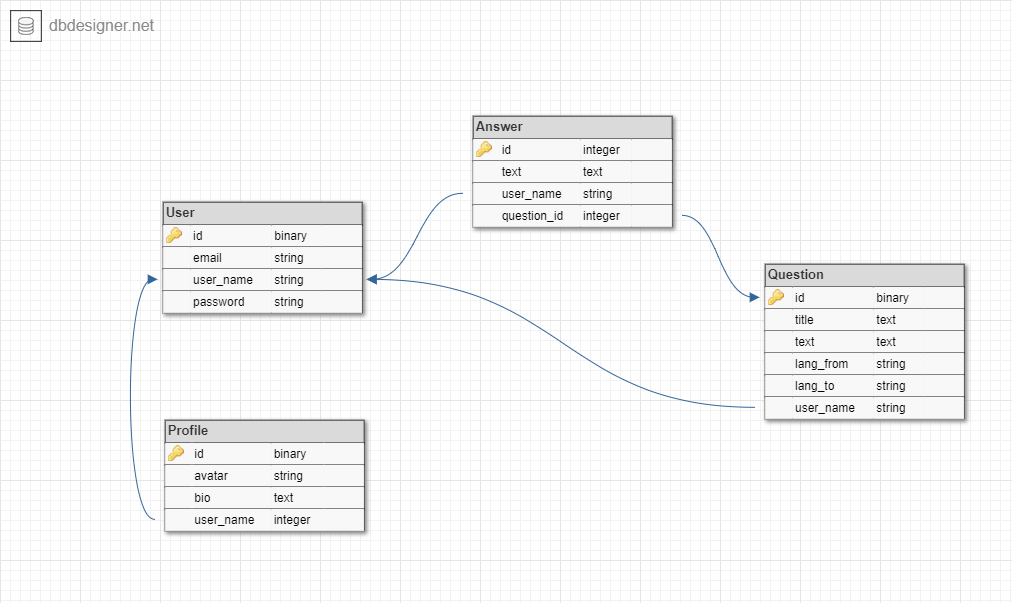 dbdesigner.net
Answer
id integer
text text
user_name string
question_id integer
User
id binary
email string
user_name string
password string
Question
id binary
title text
text text
lang_from string
lang_to string
user_name string
Profile
id binary
avatar string
bio text
user_name integer